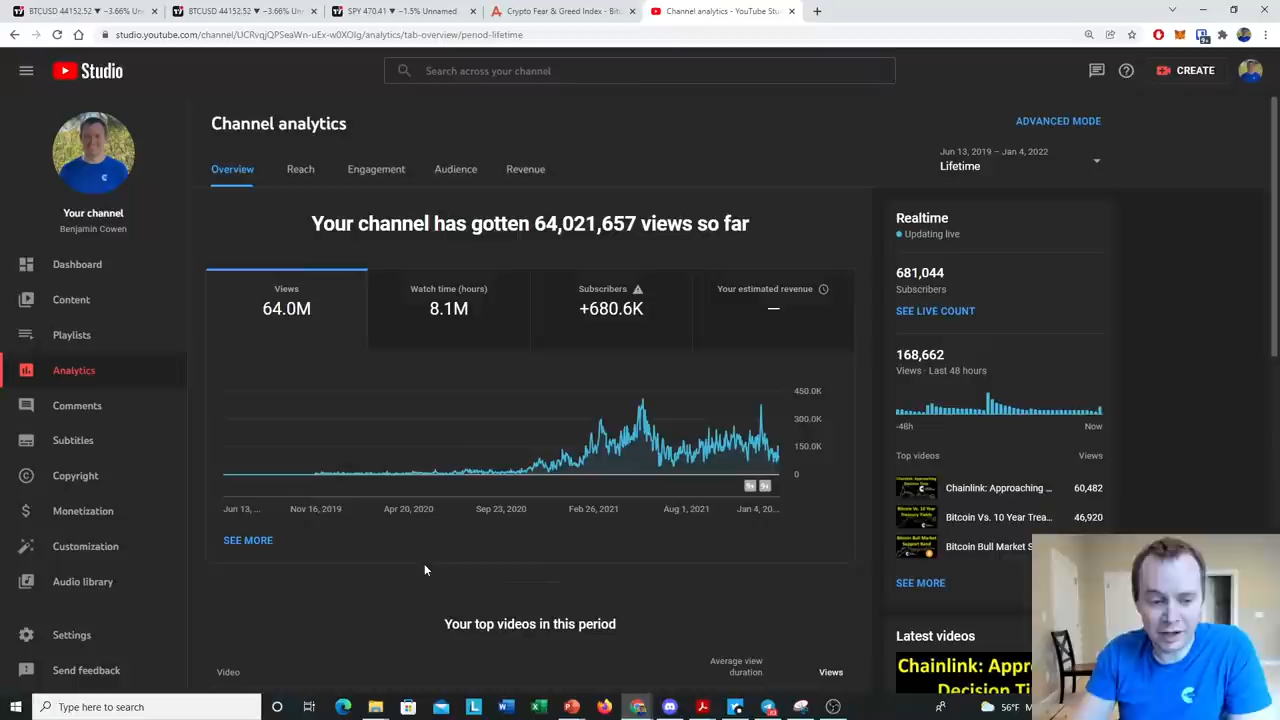 BTCUSD 44152.52 ▼ −3.66% Un
BTCUSD 44152.52 ▼ −3.66% Un
SPY 470.41 ▼ −1.5% Unnamed
Crypto Fear & Greed Index - Bit
Channel analytics - YouTube Stu
studio.youtube.com/channel/UCRvqjQPSeaWn-uEx-w0XOIg/analytics/tab-overview/period-lifetime
Studio
Search across your channel
CREATE
Your channel
Benjamin Cowen
Dashboard
Content
Playlists
Analytics
Comments
Subtitles
Copyright
Monetization
Customization
Audio library
Settings
Send feedback
Channel analytics
ADVANCED MODE
Jun 13, 2019 – Jan 4, 2022
Lifetime
Overview
Reach
Engagement
Audience
Revenue
Your channel has gotten 64,021,657 views so far
Views
64.0M
Watch time (hours)
8.1M
Subscribers
+680.6K
Your estimated revenue
—
450.0K
300.0K
150.0K
0
Jun 13, ...
Nov 16, 2019
Apr 20, 2020
Sep 23, 2020
Feb 26, 2021
Aug 1, 2021
Jan 4, 20...
9+
9+
SEE MORE
Your top videos in this period
Video
Average view
duration
Views
Realtime
Updating live
681,044
Subscribers
SEE LIVE COUNT
168,662
Views · Last 48 hours
-48h
Now
Top videos
Views
Chainlink: Approaching ...
60,482
Bitcoin Vs. 10 Year Trea...
46,920
Bitcoin Bull Market S
SEE MORE
Latest videos
Chainlink: Appr
Decision Ti
Type here to search
56°F